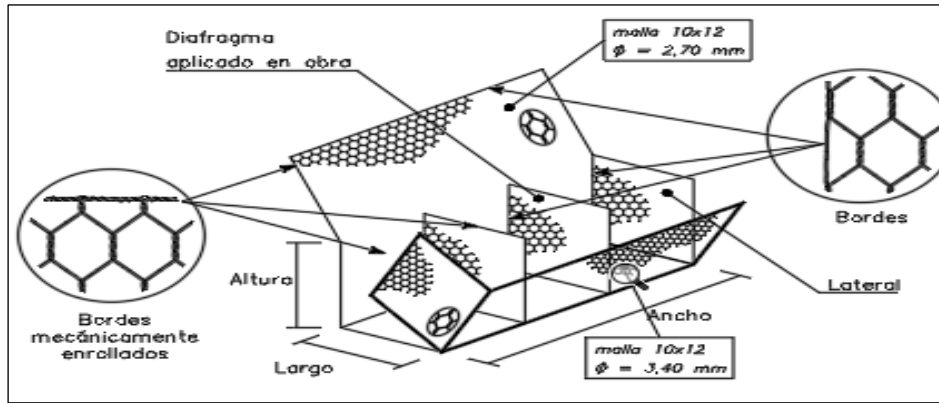 Diafragma
aplicado en obra
malla 10x12
ϕ = 2,70 mm
Bordes
Lateral
Altura
Ancho
Bordes
mecánicamente
enrollados
Largo
malla 10x12
ϕ = 3,40 mm